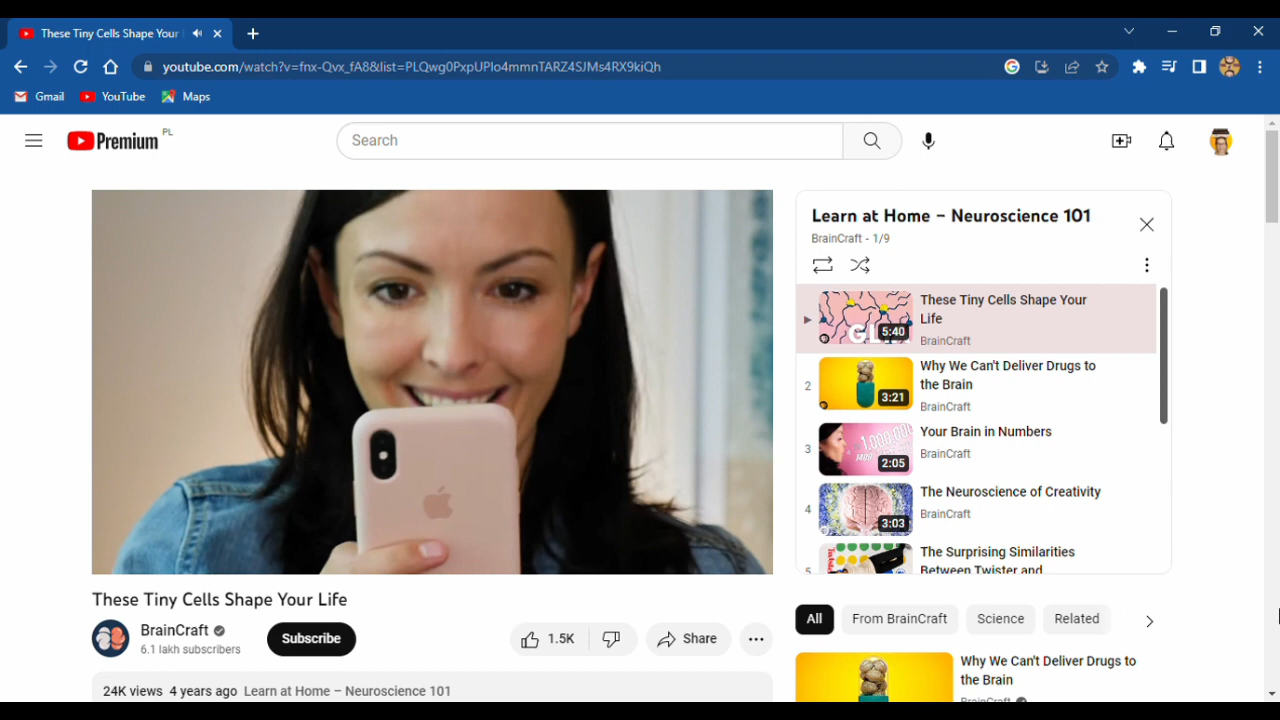 These Tiny Cells Shape Your
youtube.com/watch?v=fnx-Qvx_fA8&list=PLQwg0PxpUPlo4mmnTARZ4SJMs4RX9kiQh
Gmail YouTube Maps
Premium PL
Search
Learn at Home – Neuroscience 101
BrainCraft - 1/9
These Tiny Cells Shape Your
Life
BrainCraft
5:40
2
Why We Can't Deliver Drugs to
the Brain
BrainCraft
3:21
3
Your Brain in Numbers
BrainCraft
2:05
4
The Neuroscience of Creativity
BrainCraft
3:03
The Surprising Similarities
Between Twister and
These Tiny Cells Shape Your Life
BrainCraft
6.1 lakh subscribers
Subscribe
1.5K
Share
24K views 4 years ago Learn at Home – Neuroscience 101
All From BrainCraft Science Related
Why We Can't Deliver Drugs to
the Brain